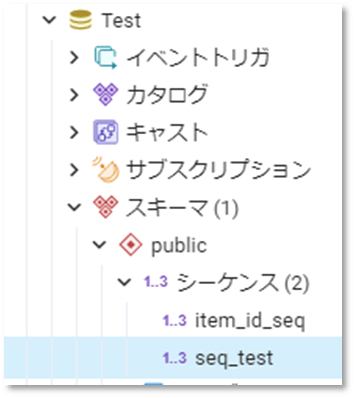 Test
イベントトリガ
カタログ
キャスト
サブスクリプション
スキーマ (1)
public
1..3 シーケンス (2)
1..3 item_id_seq
1..3 seq_test